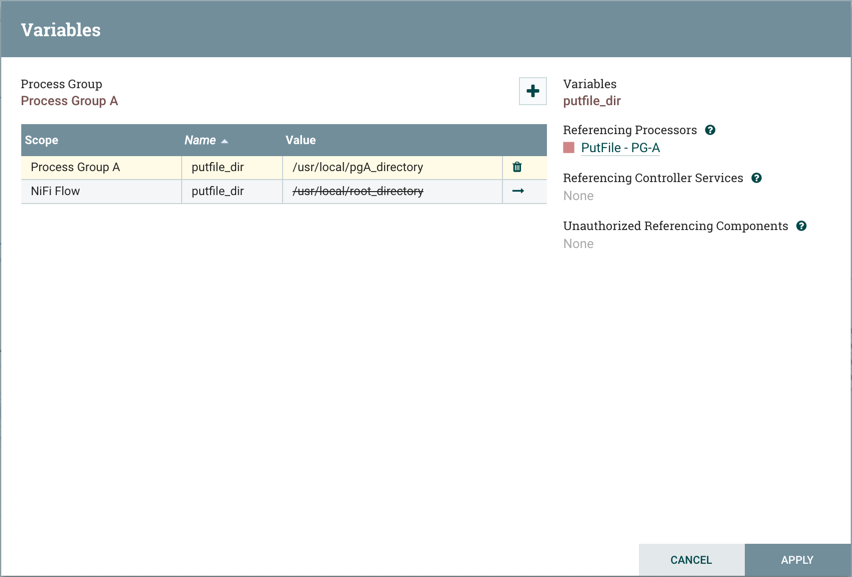 Variables
Process Group
Process Group A
Scope Name Value
Process Group A putfile_dir /usr/local/pgA_directory
NiFi Flow putfile_dir /usr/local/root_directory
Variables
putfile_dir
Referencing Processors ?
PutFile - PG-A
Referencing Controller Services ?
None
Unauthorized Referencing Components ?
None
CANCEL APPLY